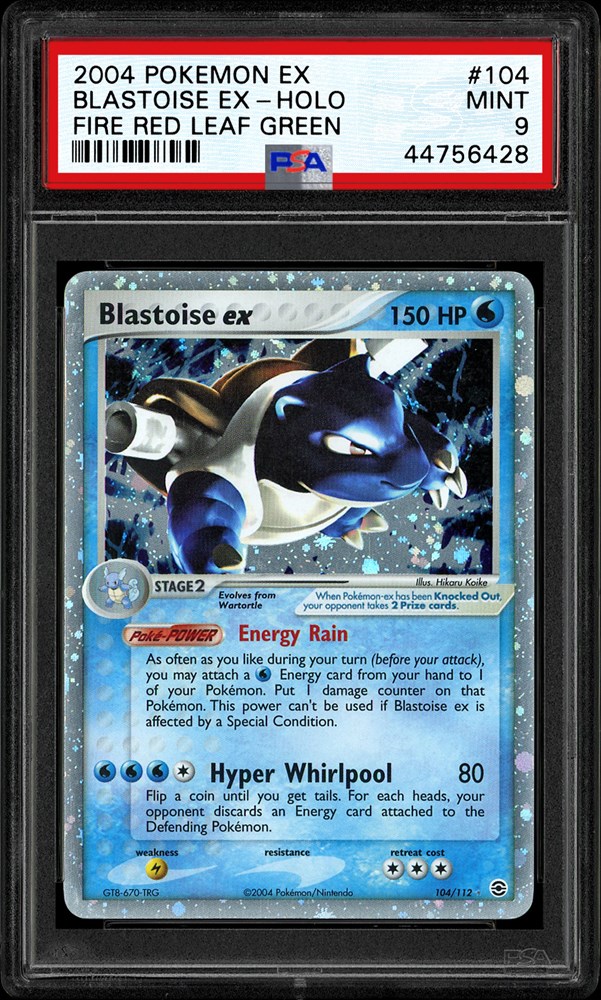 2004 POKEMON EX #104
BLASTOISE EX – HOLO MINT
FIRE RED LEAF GREEN 9
PSA 44756428
Blastoise ex 150 HP
Illus. Hikaru Koike
STAGE 2
Evolves from
Wartortle
When Pokémon-ex has been Knocked Out,
your opponent takes 2 Prize cards.
Poké-POWER Energy Rain
As often as you like during your turn (before your attack),
you may attach a Energy card from your hand to 1
of your Pokémon. Put 1 damage counter on that
Pokémon. This power can't be used if Blastoise ex is
affected by a Special Condition.
Hyper Whirlpool 80
Flip a coin until you get tails. For each heads, your
opponent discards an Energy card attached to the
Defending Pokémon.
weakness resistance retreat cost
GTB-670-TRG ©2004 Pokémon/Nintendo 104/112
PSA